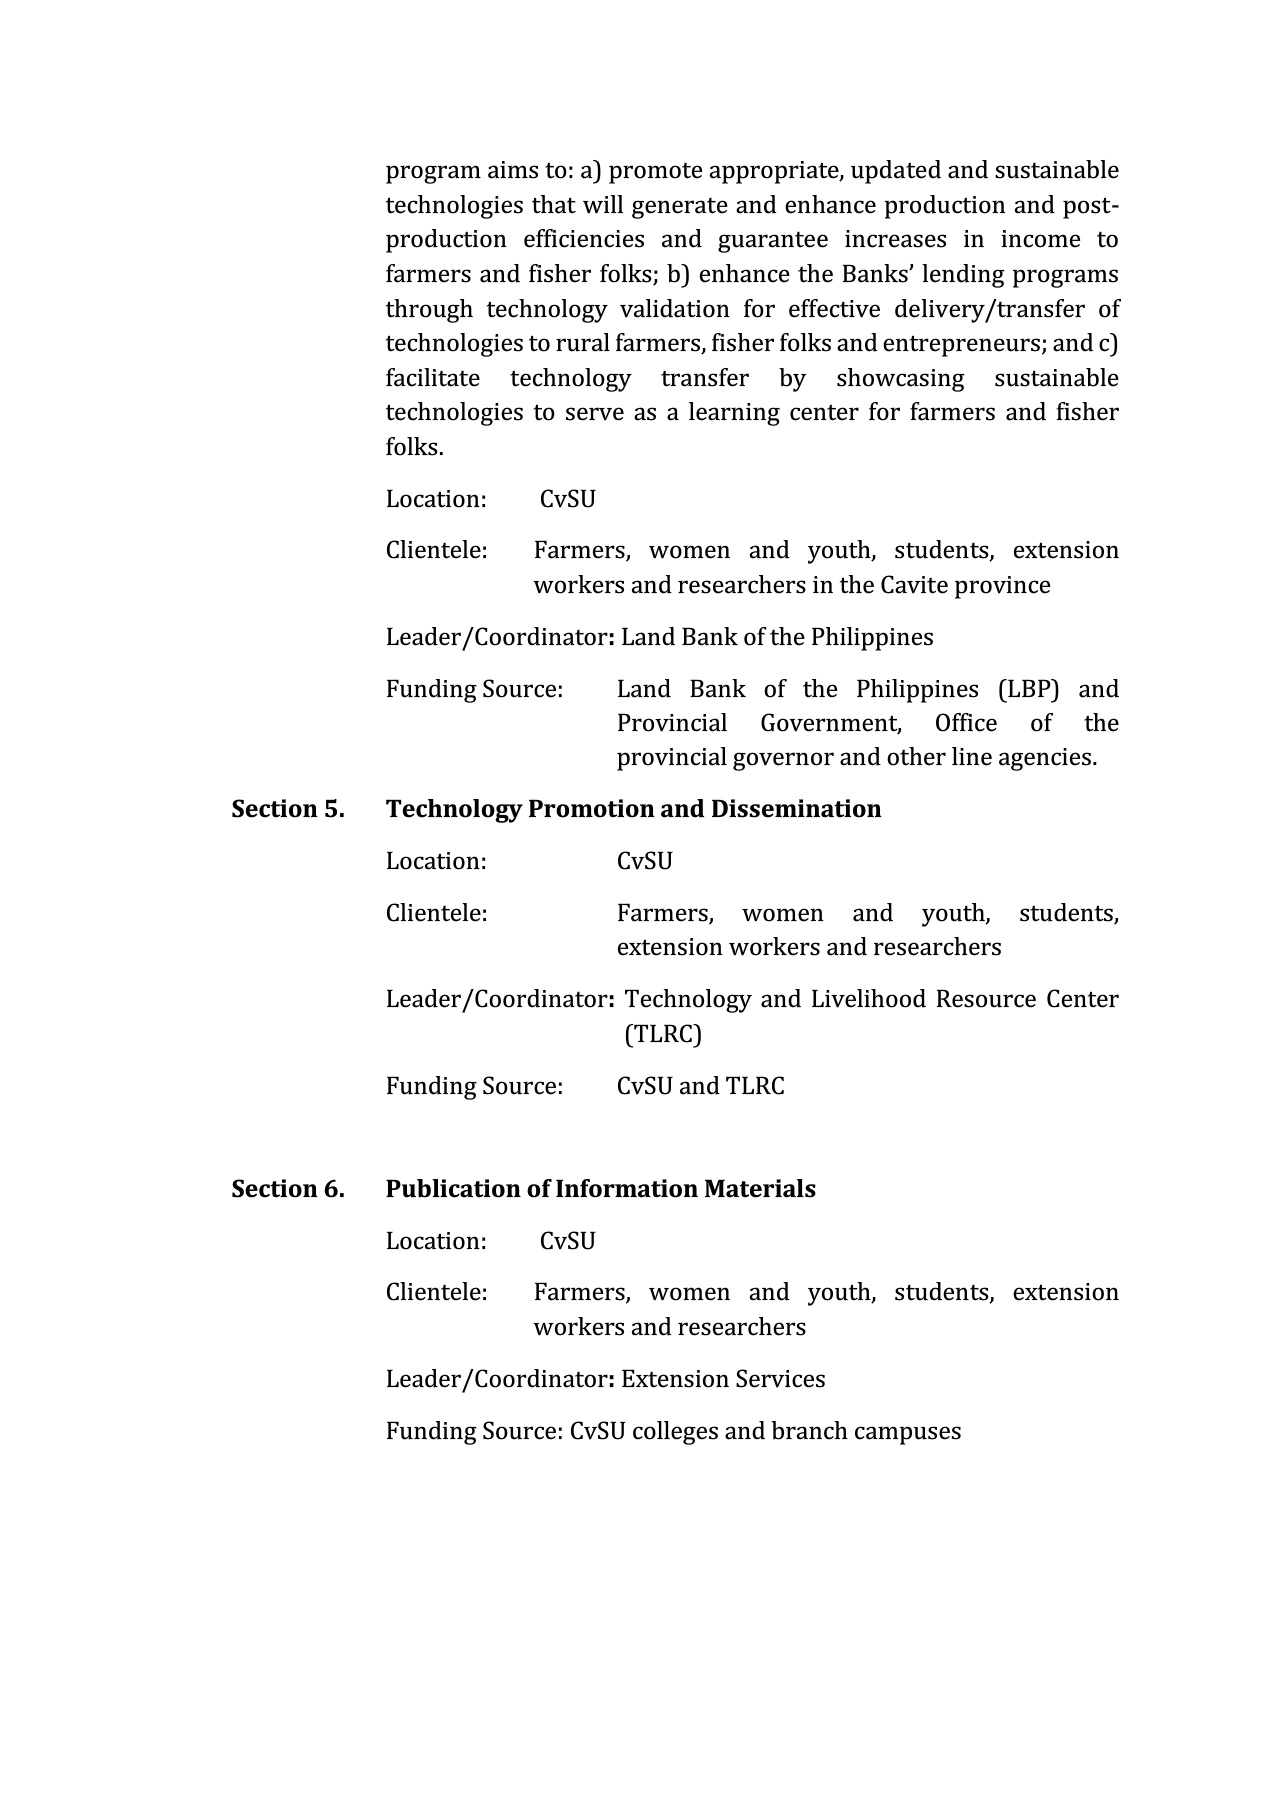 program aims to: a) promote appropriate, updated and sustainable
technologies that will generate and enhance production and post-
production efficiencies and guarantee increases in income to
farmers and fisher folks; b) enhance the Banks’ lending programs
through technology validation for effective delivery/transfer of
technologies to rural farmers, fisher folks and entrepreneurs; and c)
facilitate technology transfer by showcasing sustainable
technologies to serve as a learning center for farmers and fisher
folks.
Location: CvSU
Clientele: Farmers, women and youth, students, extension
workers and researchers in the Cavite province
Leader/Coordinator: Land Bank of the Philippines
Funding Source: Land Bank of the Philippines (LBP) and
Provincial Government, Office of the
provincial governor and other line agencies.
Section 5. Technology Promotion and Dissemination
Location: CvSU
Clientele: Farmers, women and youth, students,
extension workers and researchers
Leader/Coordinator: Technology and Livelihood Resource Center
(TLRC)
Funding Source: CvSU and TLRC
Section 6. Publication of Information Materials
Location: CvSU
Clientele: Farmers, women and youth, students, extension
workers and researchers
Leader/Coordinator: Extension Services
Funding Source: CvSU colleges and branch campuses